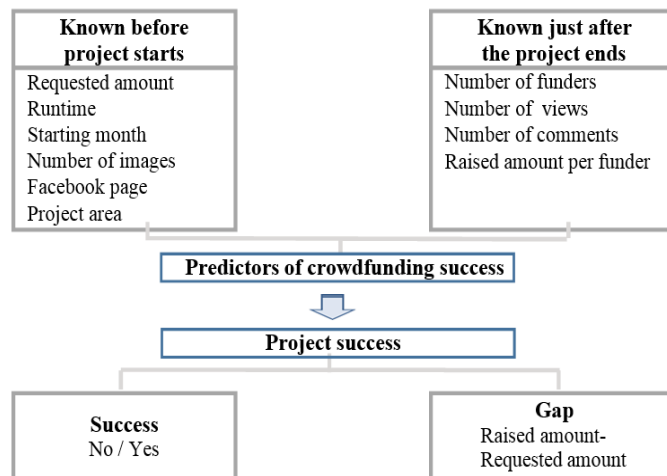 Known before
project starts
Requested amount
Runtime
Starting month
Number of images
Facebook page
Project area
Known just after
the project ends
Number of funders
Number of  views
Number of comments
Raised amount per funder
Predictors of crowdfunding success
Project success
Success
No / Yes
Gap
Raised amount-
Requested amount